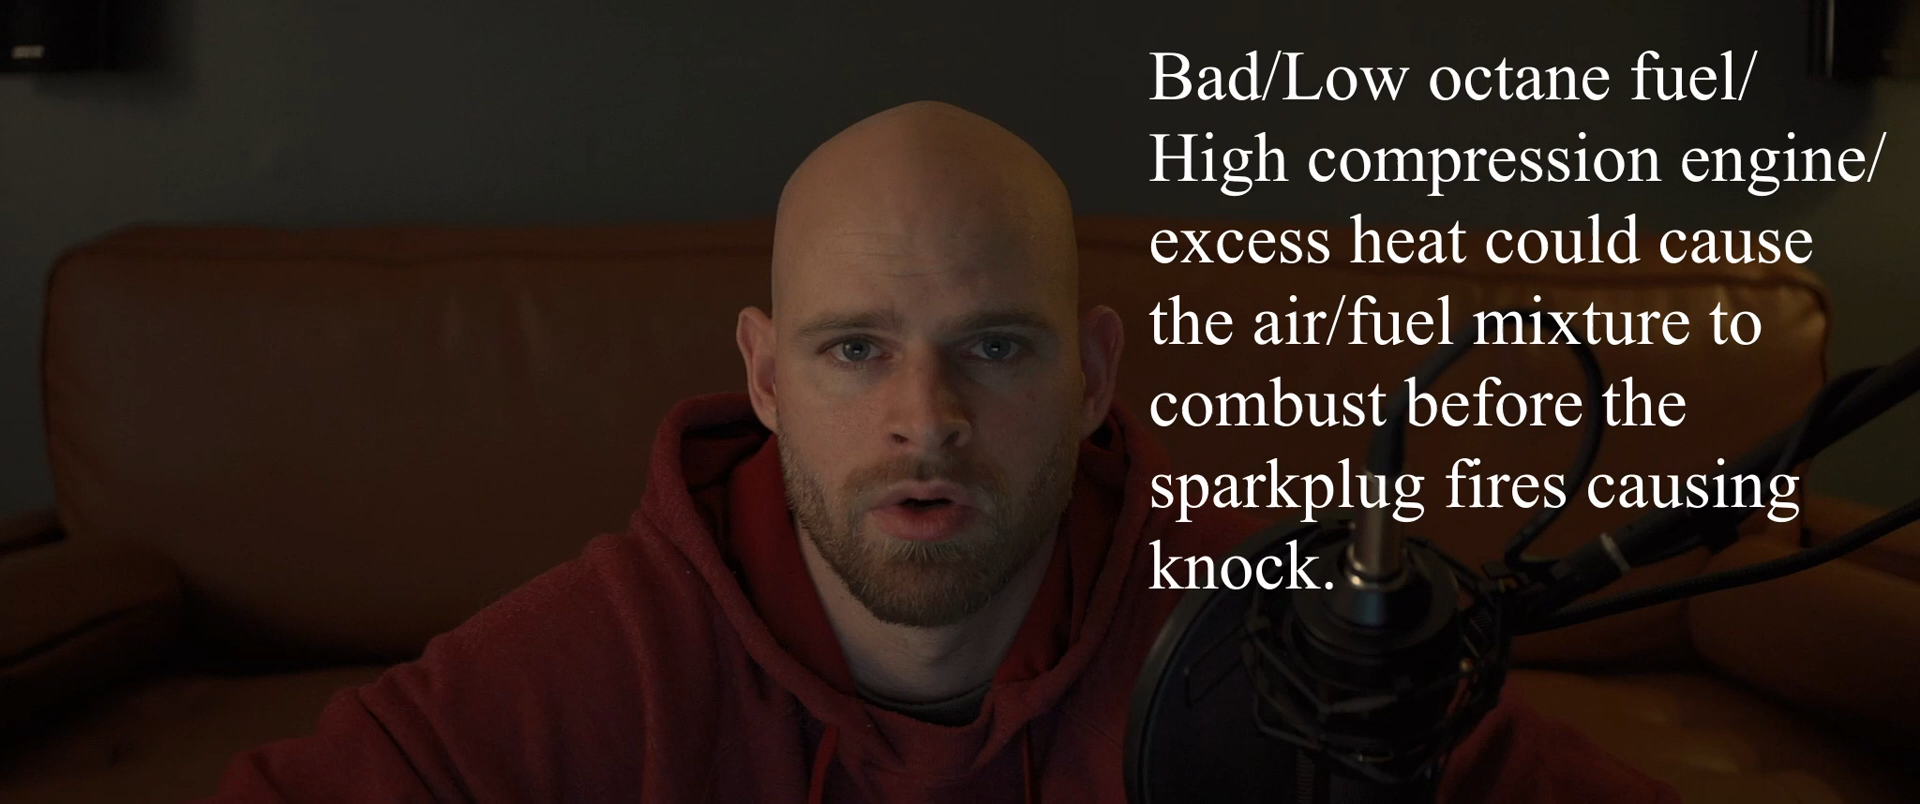 Bad/Low octane fuel/
High compression engine/
excess heat could cause
the air/fuel mixture to
combust before the
sparkplug fires causing
knock.